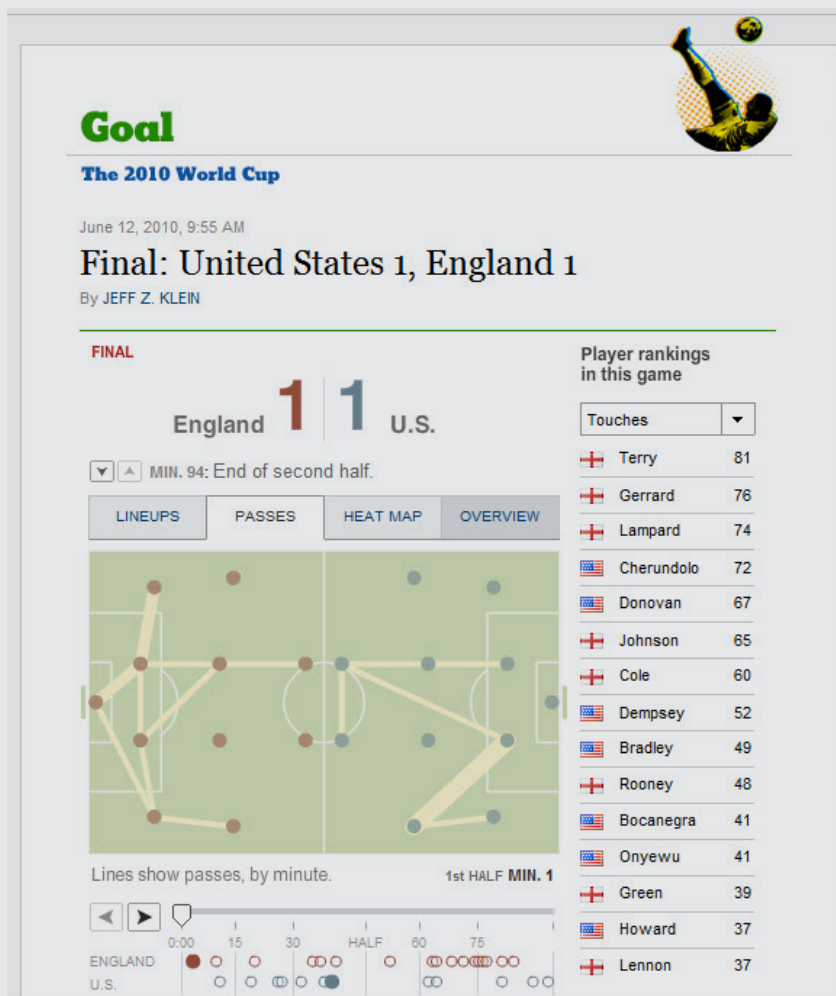 Goal
The 2010 World Cup
June 12, 2010, 9:55 AM
Final: United States 1, England 1
By JEFF Z. KLEIN
FINAL
England 1 1 U.S.
MIN. 94: End of second half.
LINEUPS PASSES HEAT MAP OVERVIEW
Lines show passes, by minute. 1st HALF MIN. 1
0:00 15 30 HALF 60 75
ENGLAND
U.S.
Player rankings
in this game
Touches
Terry 81
Gerrard 76
Lampard 74
Cherundolo 72
Donovan 67
Johnson 65
Cole 60
Dempsey 52
Bradley 49
Rooney 48
Bocanegra 41
Onyewu 41
Green 39
Howard 37
Lennon 37